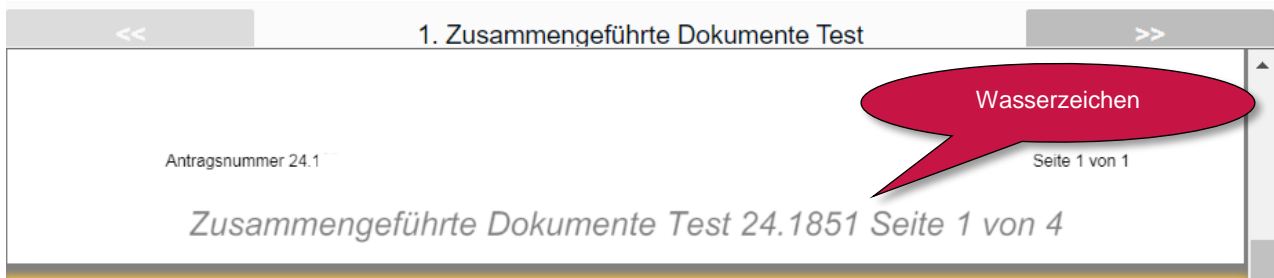 << 1. Zusammengeführte Dokumente Test >>
Wasserzeichen
Antragsnummer 24.1 Seite 1 von 1
Zusammengeführte Dokumente Test 24.1851 Seite 1 von 4